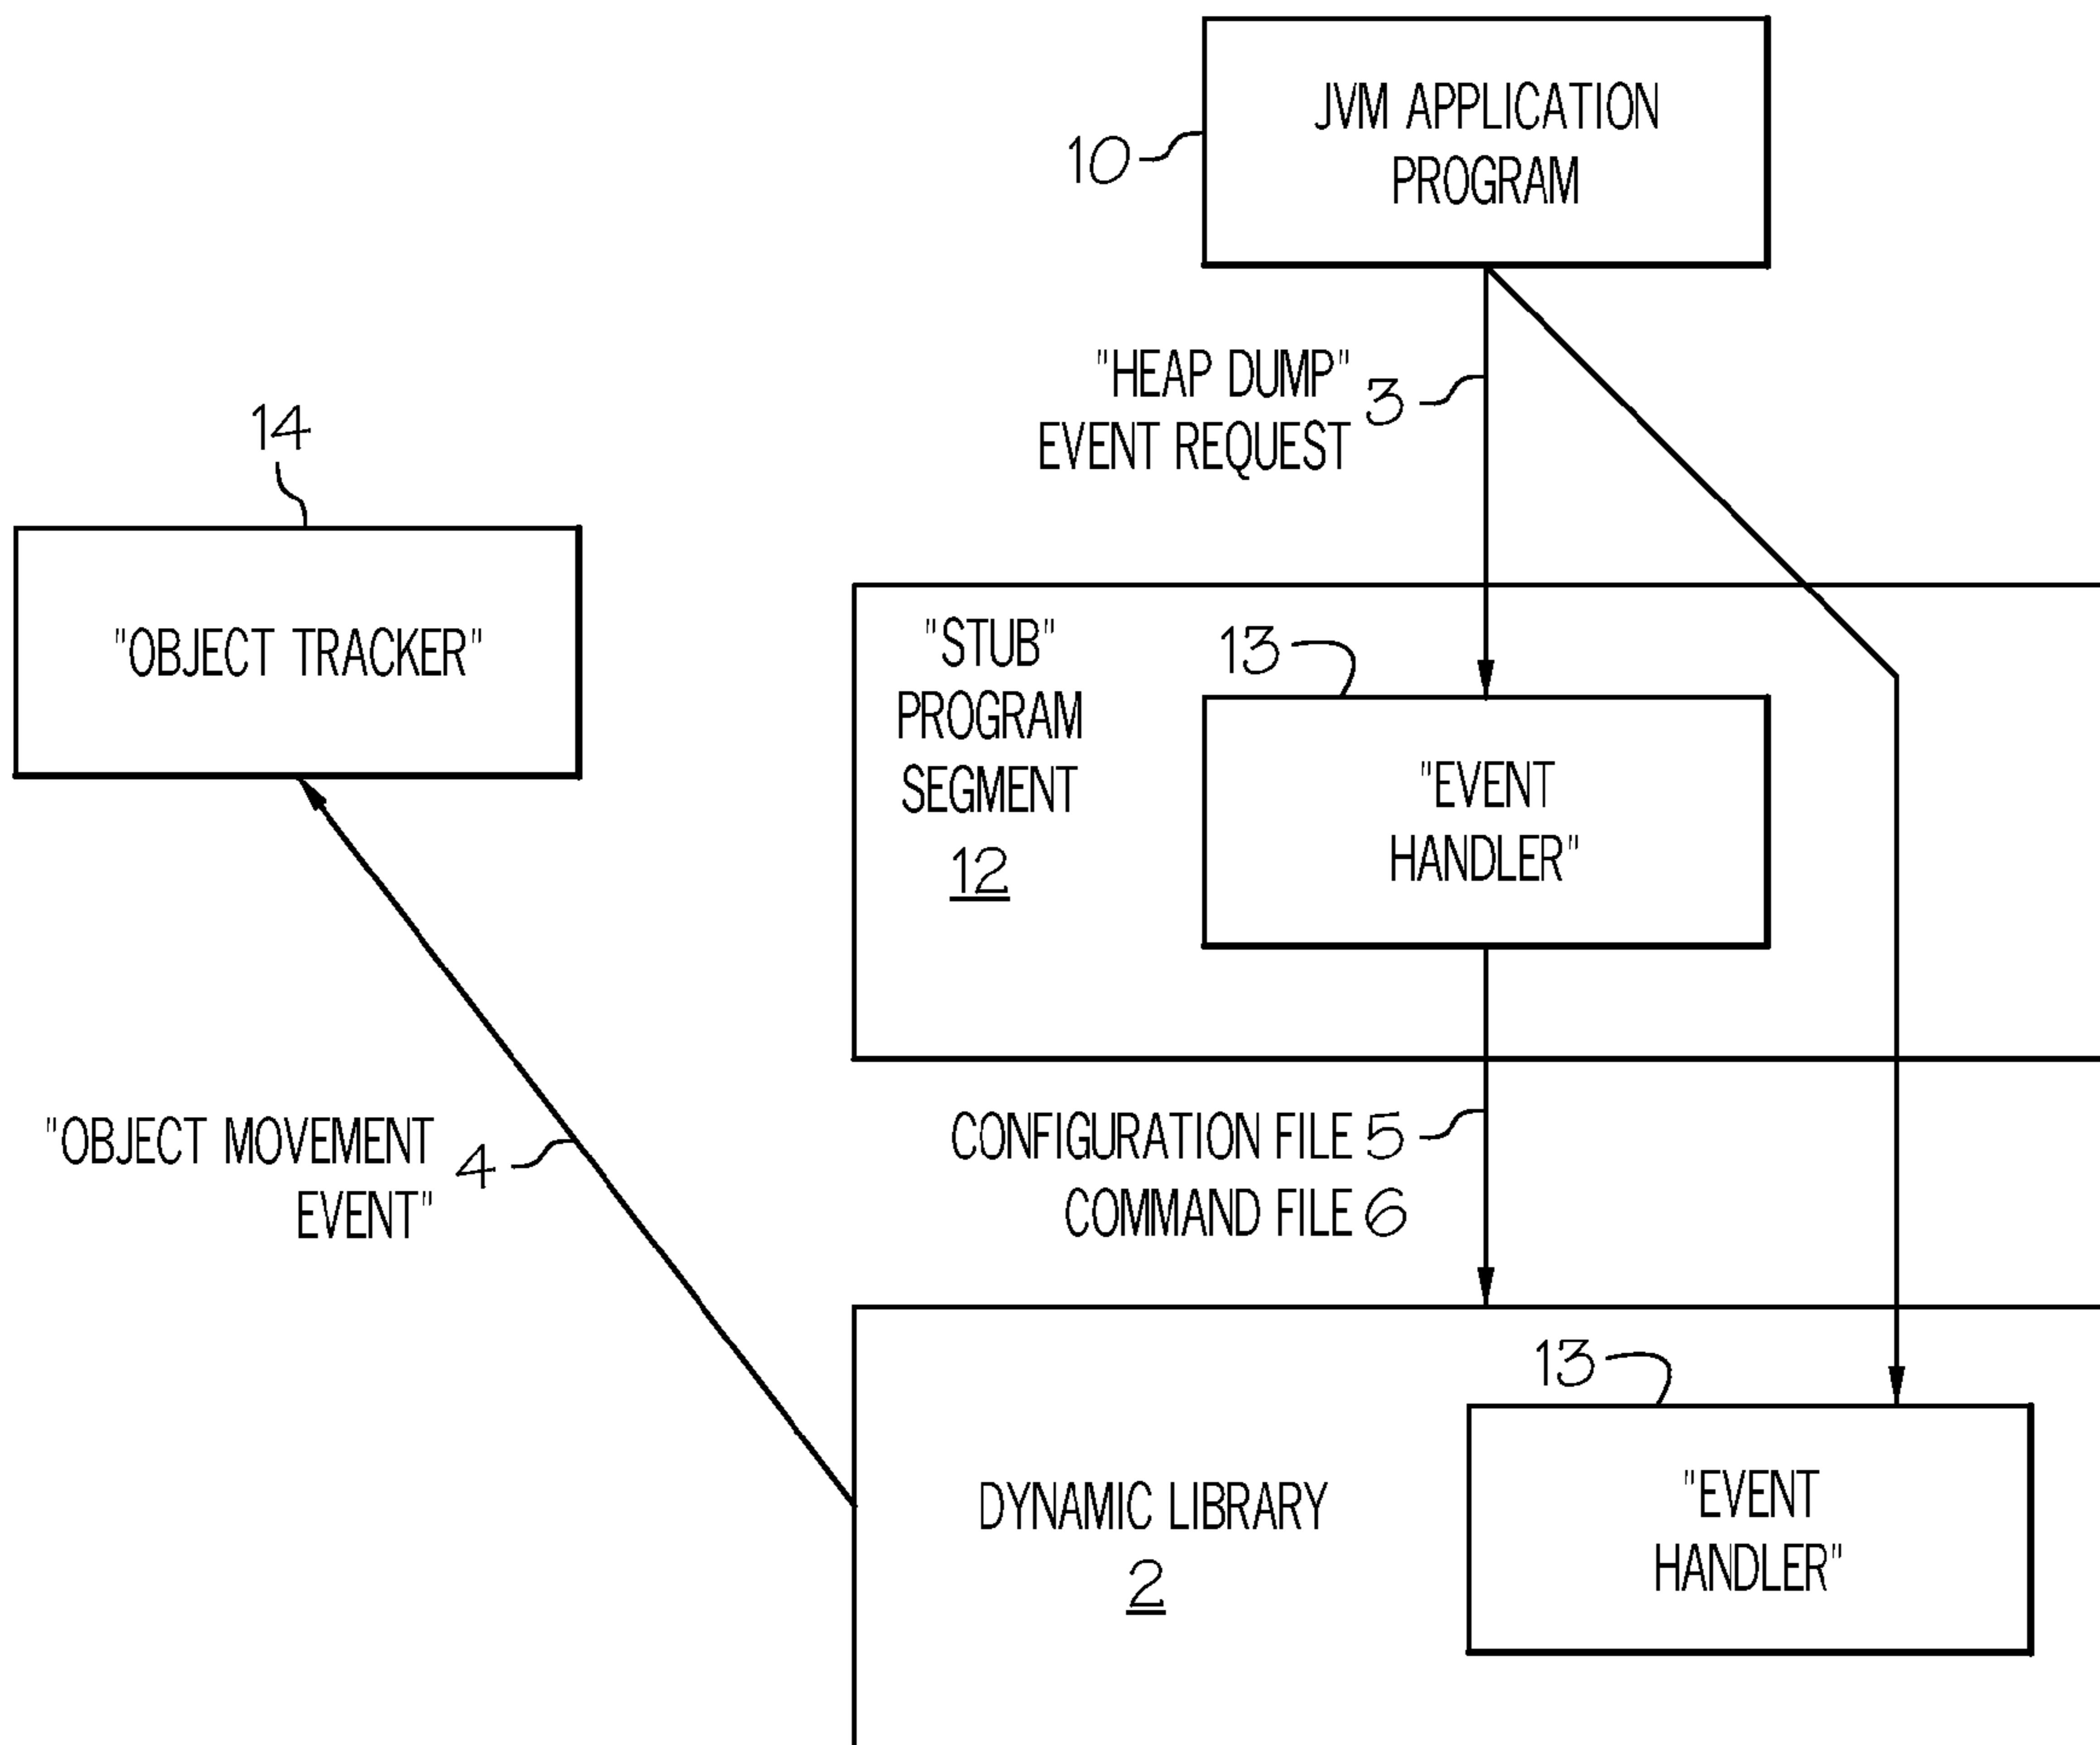 JVM APPLICATION
PROGRAM
10
"HEAP DUMP"
EVENT REQUEST
3
14
"OBJECT TRACKER"
"STUB"
PROGRAM
SEGMENT
12
13
"EVENT
HANDLER"
"OBJECT MOVEMENT
EVENT"
4
CONFIGURATION FILE 5
COMMAND FILE 6
13
DYNAMIC LIBRARY
2
"EVENT
HANDLER"